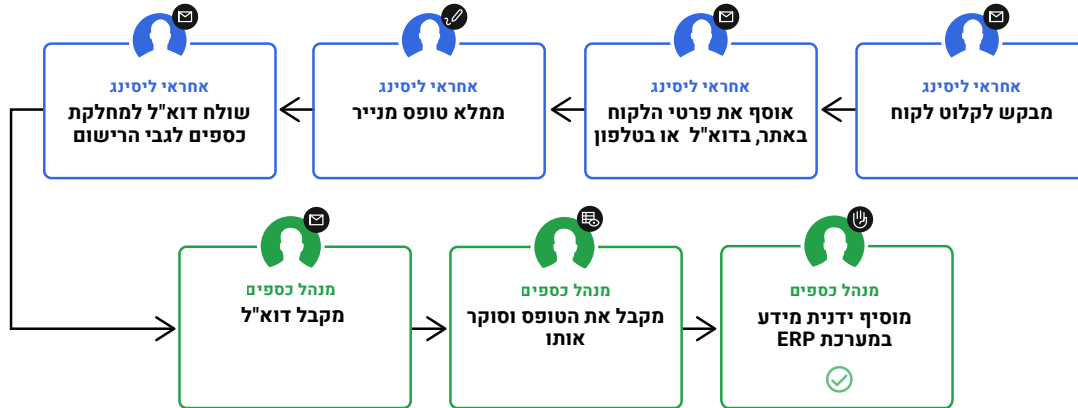 אחראי ליסינג
מבקש לקלוט לקוח
אחראי ליסינג
אוסף את פרטי הלקוח
באתר, בדוא"ל או בטלפון
אחראי ליסינג
ממלא טופס מנייר
אחראי ליסינג
שולח דוא"ל למחלקת
כספים לגבי הרישום
מנהל כספים
מקבל דוא"ל
מנהל כספים
מקבל את הטופס וסוקר
אותו
מנהל כספים
מוסיף ידנית מידע
במערכת ERP